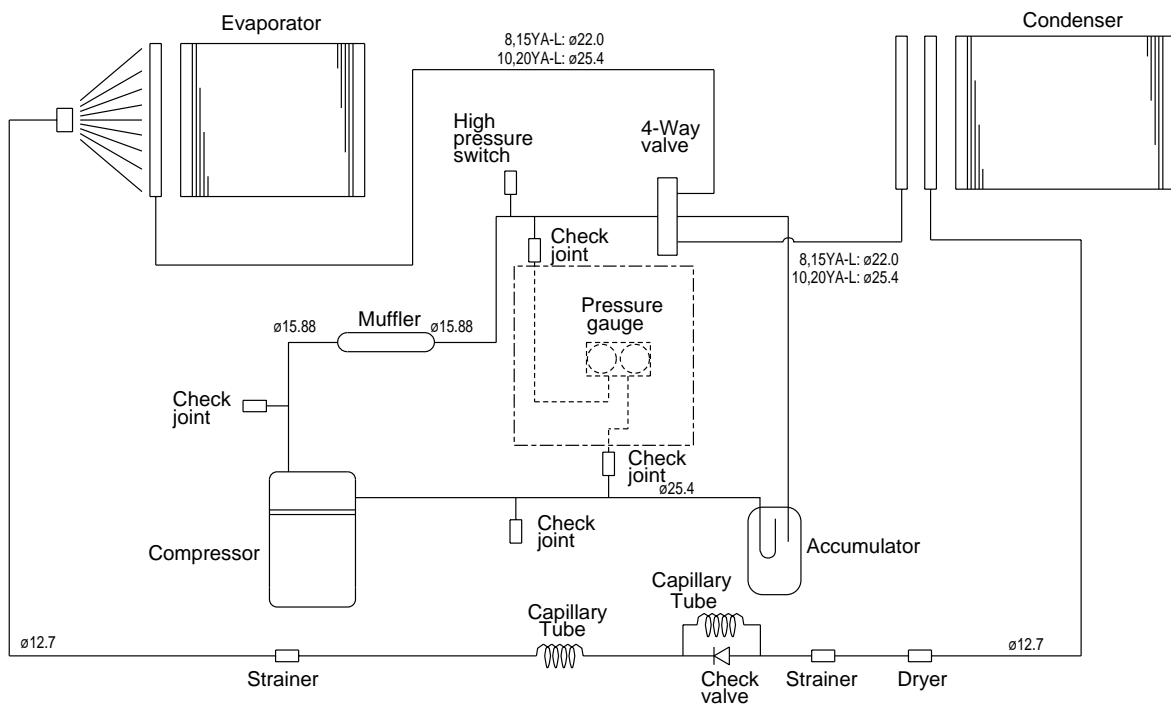 Evaporator
Condenser
8,15YA-L: ø22.0
10,20YA-L: ø25.4
High
pressure
switch
4-Way
valve
Check
joint
8,15YA-L: ø22.0
10,20YA-L: ø25.4
Pressure
gauge
ø15.88
Muffler
ø15.88
Check
joint
Check
joint
ø25.4
Check
joint
Compressor
Accumulator
Capillary
Tube
Capillary
Tube
ø12.7
Strainer
Check
valve
Strainer
Dryer
ø12.7